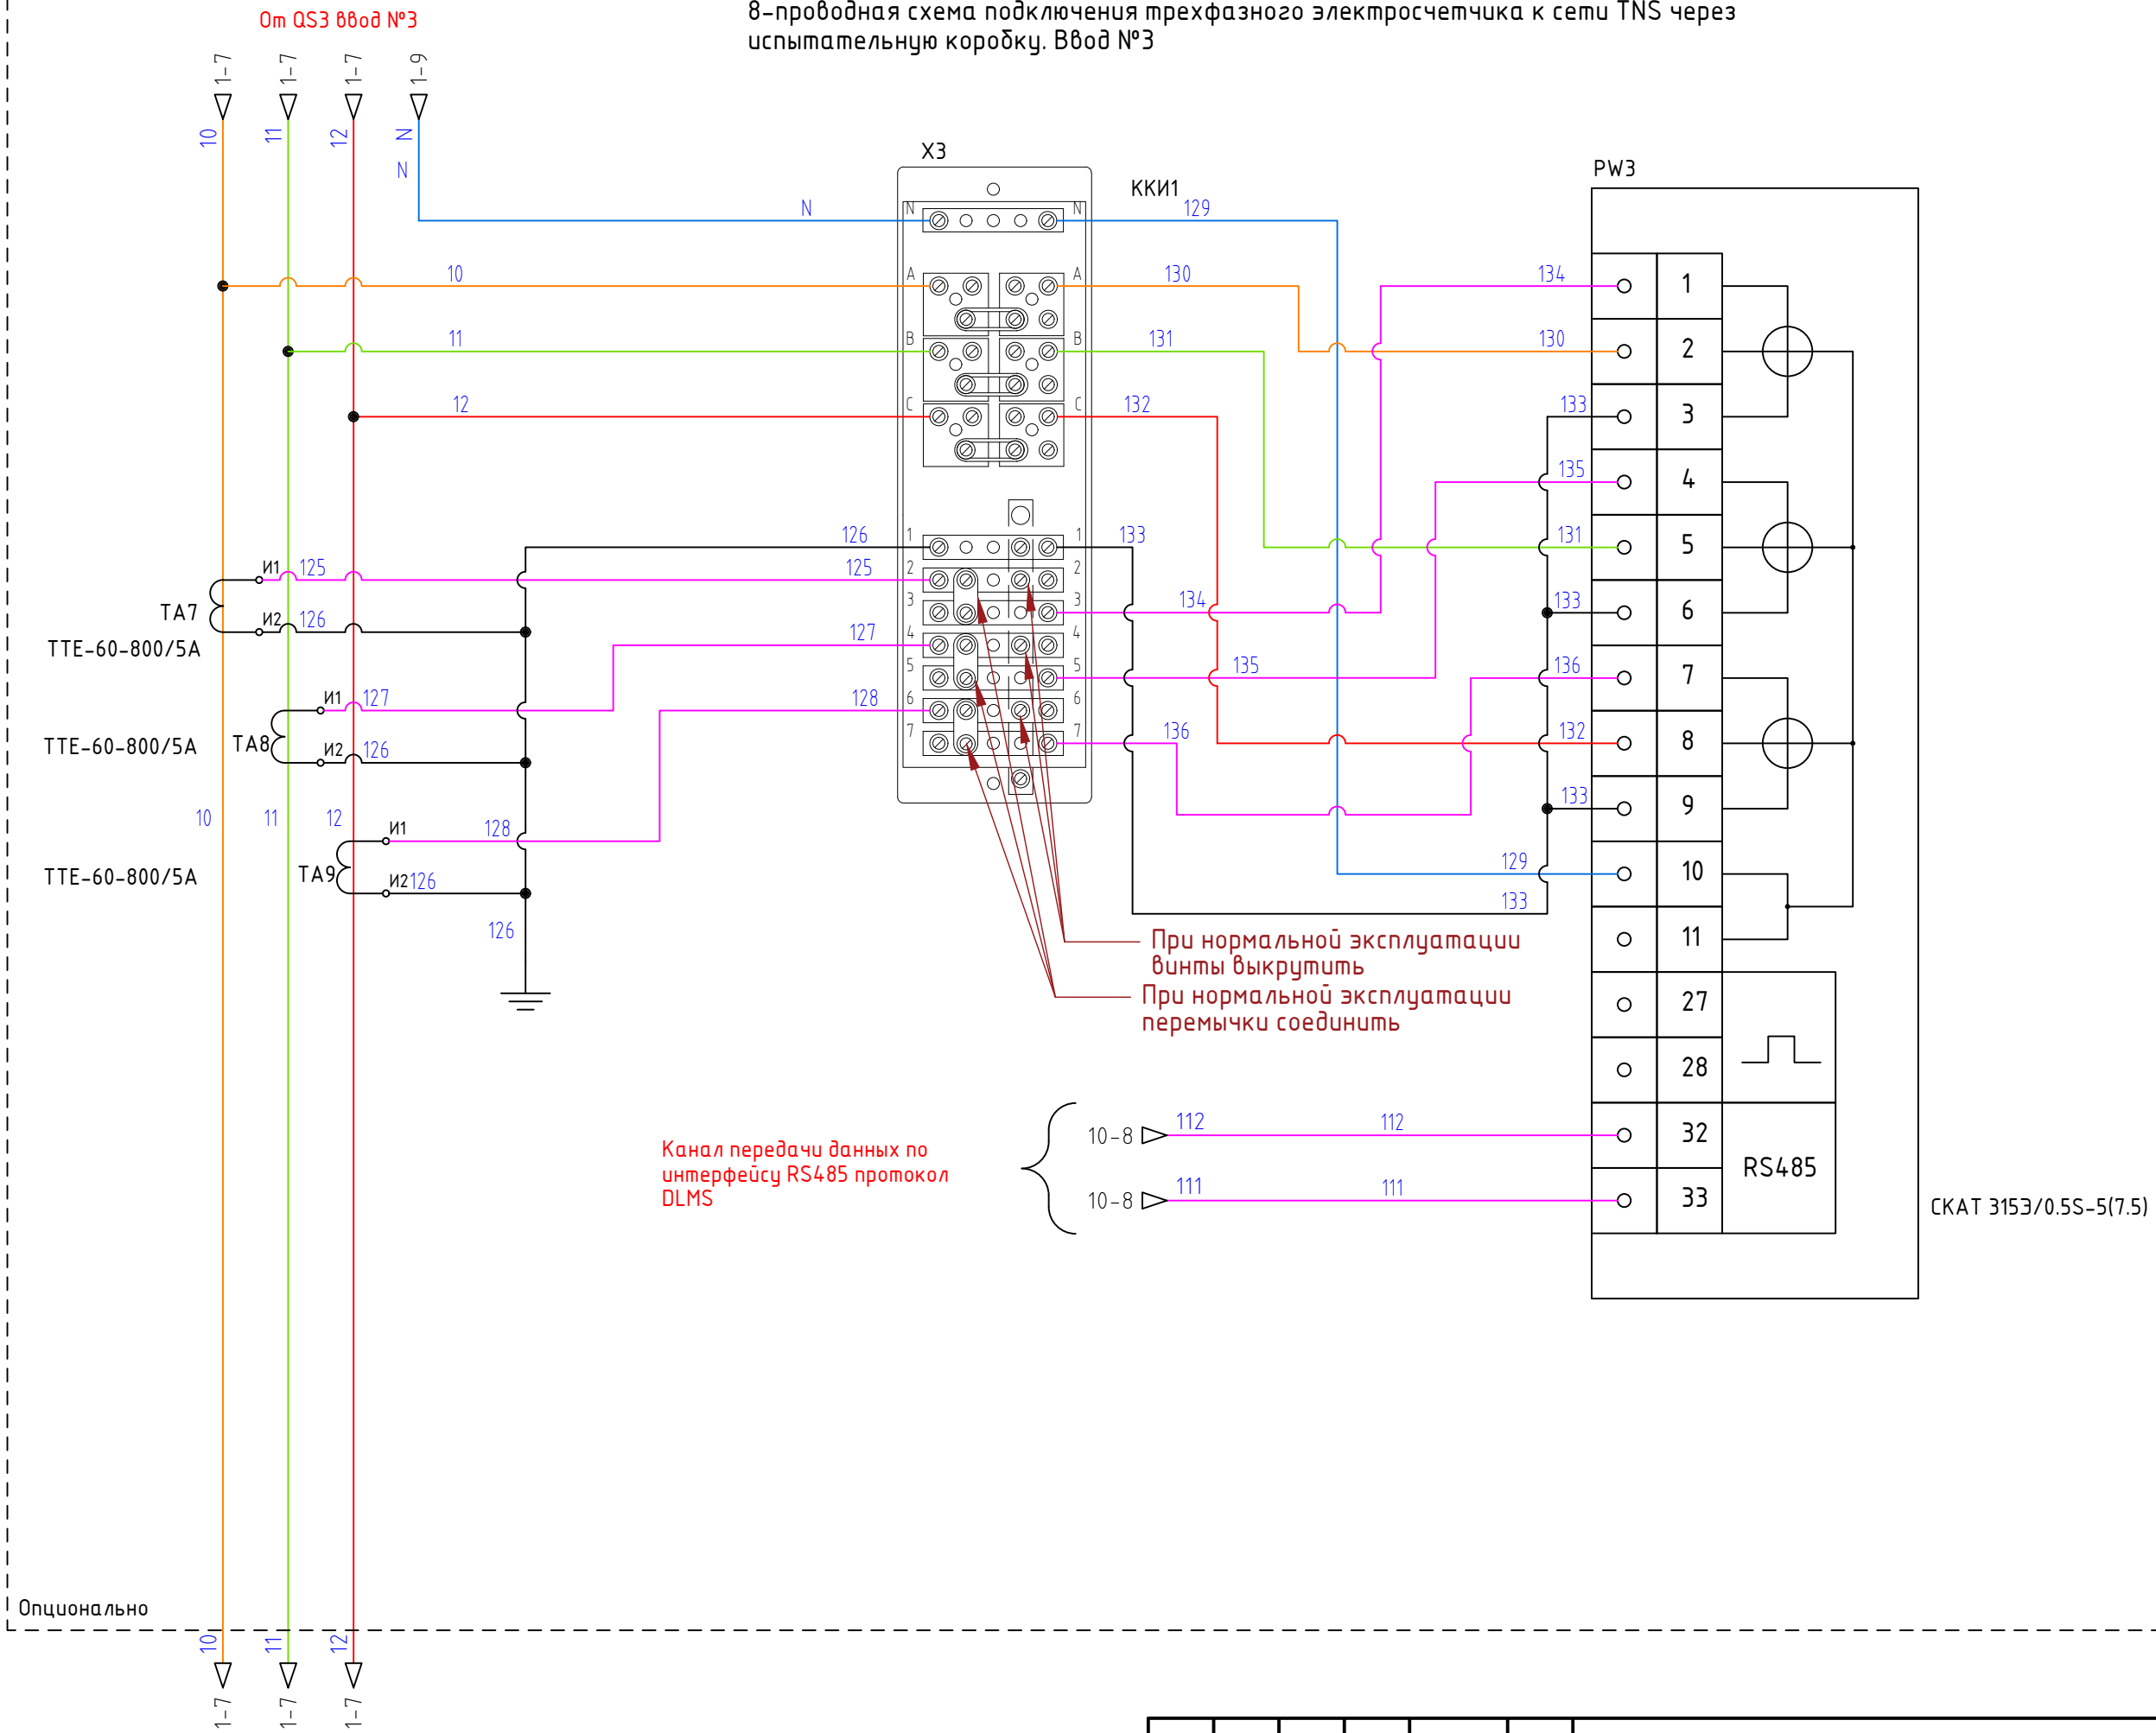 От QS3 ввод №3
8-проводная схема подключения трехфазного электросчетчика к сети TNS через
испытательную коробку. Ввод №3
1-7
1-7
1-7
1-9
10
11
12
N
N
X3
ККИ1
PW3
N
N
N
129
10
A
A
130
134
1
11
B
B
131
130
2
12
C
C
132
133
3
135
4
126
1
1
133
131
5
И1
125
125
2
2
TA7
3
3
134
133
6
И2
126
127
4
4
ТТЕ-60-800/5А
5
5
135
136
7
И1
127
128
6
6
ТТЕ-60-800/5А
TA8
И2
126
7
7
136
132
8
10
11
12
И1
128
133
9
ТТЕ-60-800/5А
TA9
И2
126
129
10
126
133
11
При нормальной эксплуатации
винты выкрутить
При нормальной эксплуатации
перемычки соединить
27
28
Канал передачи данных по
интерфейсу RS485 протокол
DLMS
10-8
112
112
32
RS485
10-8
111
111
33
СКАТ 315Э/0.5S-5(7.5)
Опционально
10
11
12
1-7
1-7
1-7